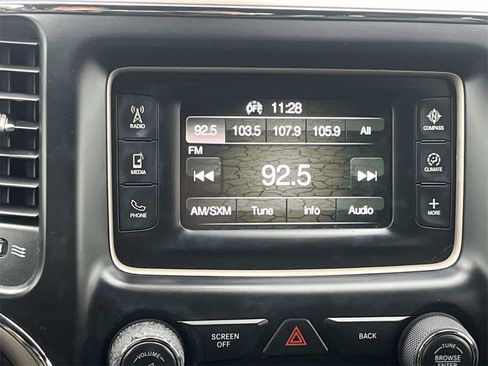 11:28
92.5 103.5 107.9 105.9 All
FM
92.5
AM/SXM Tune Info Audio
RADIO
MEDIA
PHONE
COMPASS
CLIMATE
+
MORE
SCREEN
OFF
BACK
VOLUME
TUNE
BROWSE
ENTER